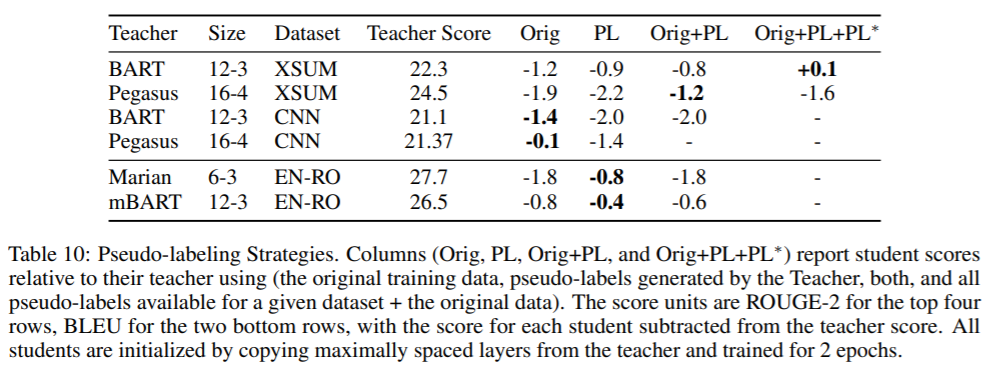 Teacher Size Dataset Teacher Score Orig PL Orig+PL Orig+PL+PL*
BART 12-3 XSUM 22.3 -1.2 -0.9 -0.8 +0.1
Pegasus 16-4 XSUM 24.5 -1.9 -2.2 -1.2 -1.6
BART 12-3 CNN 21.1 -1.4 -2.0 -2.0 -
Pegasus 16-4 CNN 21.37 -0.1 -1.4 - -
Marian 6-3 EN-RO 27.7 -1.8 -0.8 -1.8 -
mBART 12-3 EN-RO 26.5 -0.8 -0.4 -0.6 -
Table 10: Pseudo-labeling Strategies. Columns (Orig, PL, Orig+PL, and Orig+PL+PL*) report student scores
relative to their teacher using (the original training data, pseudo-labels generated by the Teacher, both, and all
pseudo-labels available for a given dataset + the original data). The score units are ROUGE-2 for the top four
rows, BLEU for the two bottom rows, with the score for each student subtracted from the teacher score. All
students are initialized by copying maximally spaced layers from the teacher and trained for 2 epochs.